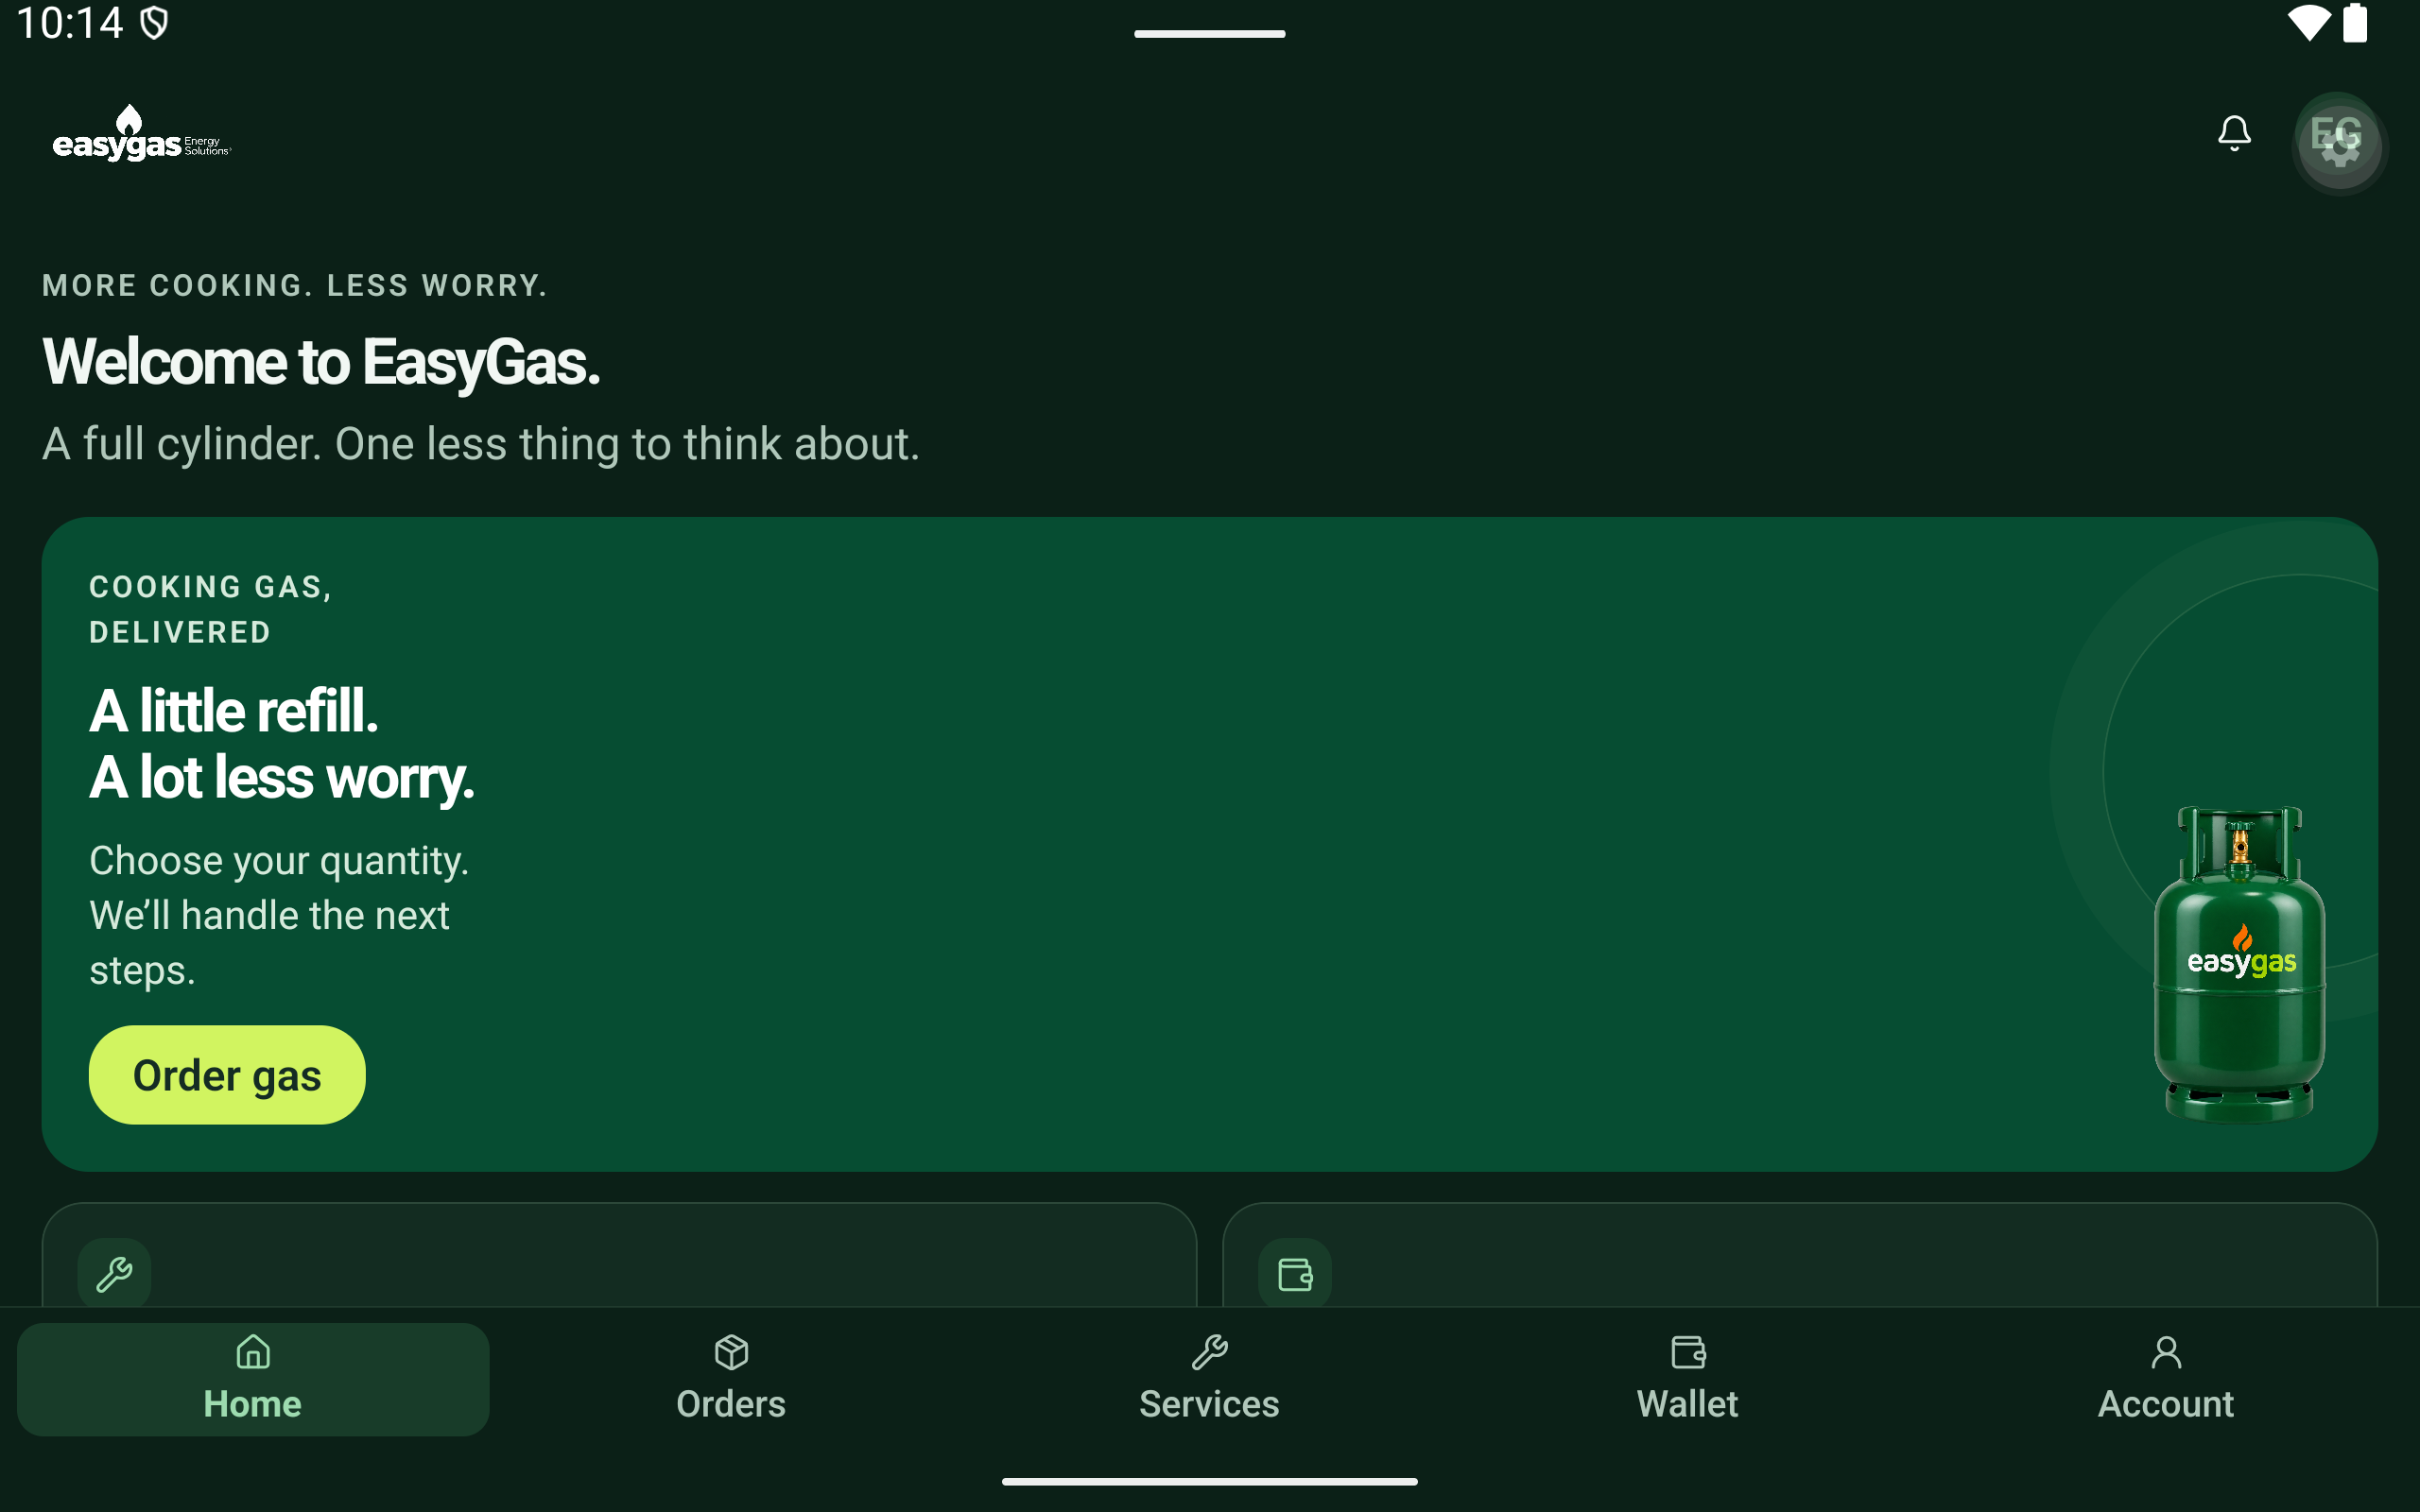 10:14
easygas Energy
Solutions
EG
MORE COOKING. LESS WORRY.
Welcome to EasyGas.
A full cylinder. One less thing to think about.
COOKING GAS,
DELIVERED
A little refill.
A lot less worry.
Choose your quantity.
We’ll handle the next
steps.
Order gas
easygas
Home
Orders
Services
Wallet
Account